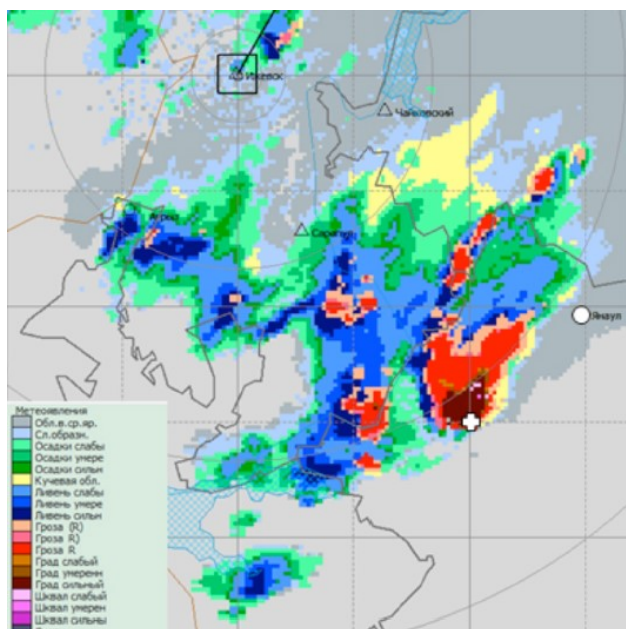 Ижевск
Чайковский
Агрыз
Сарапул
Янаул
Метеоявления
Обл.в.ср.яр.
Сл.образн.
Осадки слабы
Осадки умере
Осадки сильн
Кучевая обл.
Ливень слабы
Ливень умере
Ливень сильн
Гроза (R)
Гроза R)
Гроза R
Град слабый
Град умеренн
Град сильный
Шквал слабый
Шквал умерен
Шквал сильны